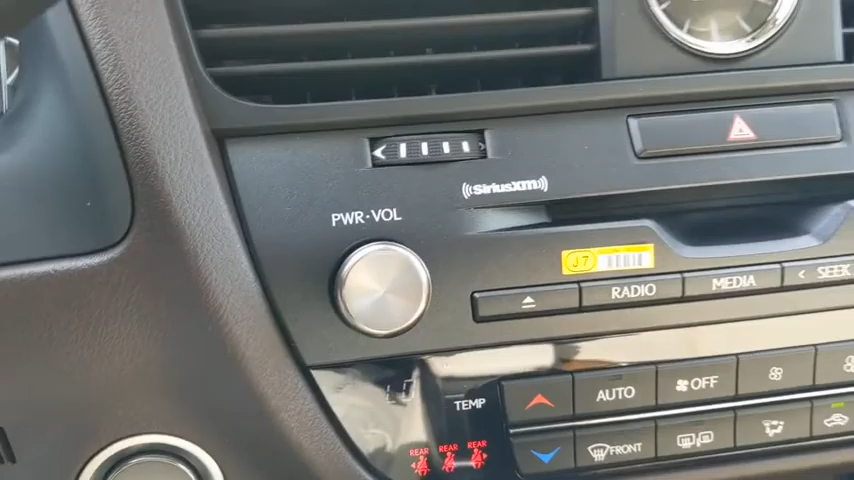 SiriusXM
PWR·VOL
J7
RADIO
MEDIA
SEEK
TEMP
AUTO
OFF
REAR REAR REAR
FRONT